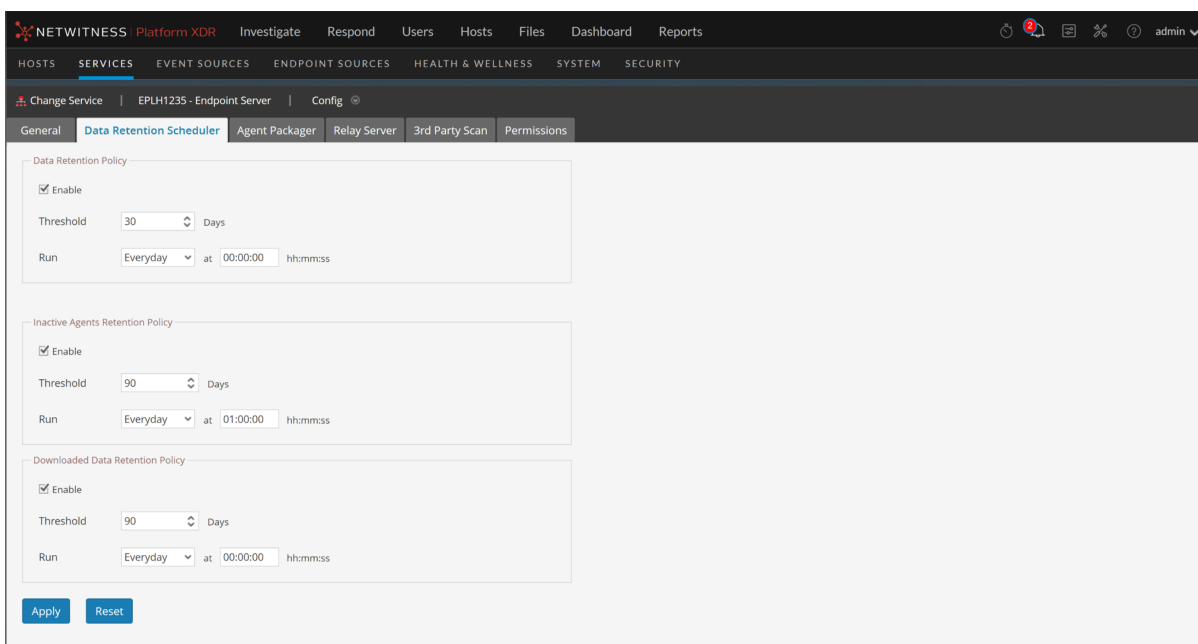 NETWITNESS Platform XDR Investigate Respond Users Hosts Files Dashboard Reports 2 admin
HOSTS SERVICES EVENT SOURCES ENDPOINT SOURCES HEALTH & WELLNESS SYSTEM SECURITY
Change Service | EPLH1235 - Endpoint Server | Config
General Data Retention Scheduler Agent Packager Relay Server 3rd Party Scan Permissions
Data Retention Policy
Enable
Threshold 30 Days
Run Everyday at 00:00:00 hh:mm:ss
Inactive Agents Retention Policy
Enable
Threshold 90 Days
Run Everyday at 01:00:00 hh:mm:ss
Downloaded Data Retention Policy
Enable
Threshold 90 Days
Run Everyday at 00:00:00 hh:mm:ss
Apply Reset